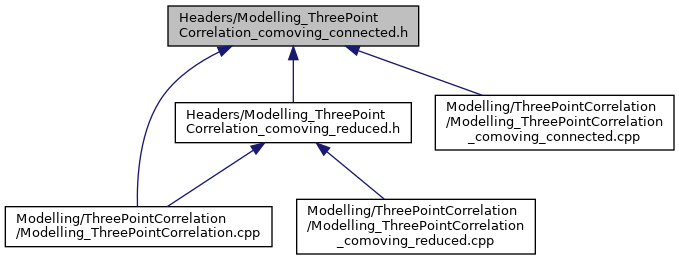 Headers/Modelling_ThreePoint
Correlation_comoving_connected.h
Headers/Modelling_ThreePoint
Correlation_comoving_reduced.h
Modelling/ThreePointCorrelation
/Modelling_ThreePointCorrelation
_comoving_connected.cpp
Modelling/ThreePointCorrelation
/Modelling_ThreePointCorrelation.cpp
Modelling/ThreePointCorrelation
/Modelling_ThreePointCorrelation
_comoving_reduced.cpp